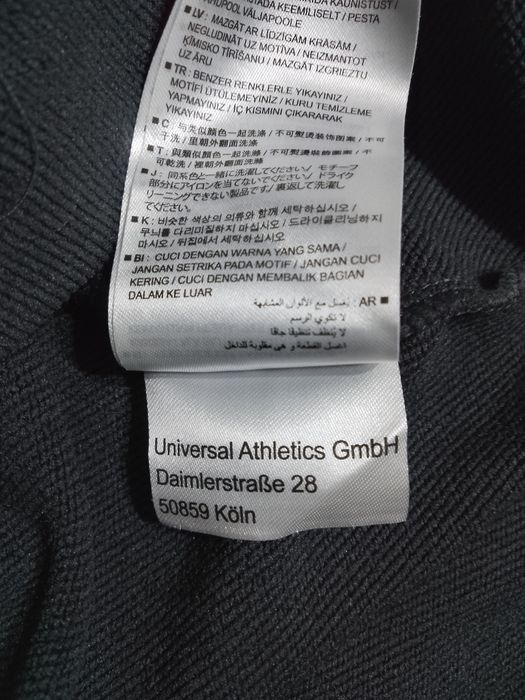 KAUNISTUST /
STADA KEEMILISELT / PESTA
AHUPOOL VÄLJAPOOLE
■ LV: MAZGĀT AR LĪDZĪGĀM KRĀSĀM /
NEGLUDINĀT UZ MOTĪVA / NEIZMANTOT
ĶĪMISKO TĪRĪŠANU / MAZGĀT IZGRIEZTU
UZ ĀRU
■ TR: BENZER RENKLERLE YIKAYINIZ /
MOTİFİ ÜTÜLEMEYİNİZ / KURU TEMİZLEME
YAPMAYINIZ / İÇ KISMINI ÇIKARARAK
YIKAYINIZ
■ C: 与类似颜色一起洗涤 / 不可熨烫装饰图案 / 不可
干洗 / 里朝外翻面洗涤
■ T: 與類似顏色一起洗滌 / 不可熨燙裝飾圖案 / 不
可乾洗 / 裡朝外翻面洗滌
■ J: 同系色と一緒に洗濯してください / モチーフ
部分にアイロンを当てないでください / ドライク
リーニングできない製品です / 裏返して洗濯し
てください。
■ K: 비슷한 색상의 의류와 함께 세탁하십시오 /
무늬를 다리미질하지 마십시오 / 드라이클리닝하지
마십시오 / 뒤집에서 세탁하십시오
■ BI: CUCI DENGAN WARNA YANG SAMA /
JANGAN SETRIKA PADA MOTIF / JANGAN CUCI
KERING / CUCI DENGAN MEMBALIK BAGIAN
DALAM KE LUAR
■ AR: يغسل مع الألوان المشابهة
لا تكوي الرسم
لا يُنظف تنظيفا جافا
اغسل القطعة و هي مقلوبة للداخل
Universal Athletics GmbH
Daimlerstraße 28
50859 Köln